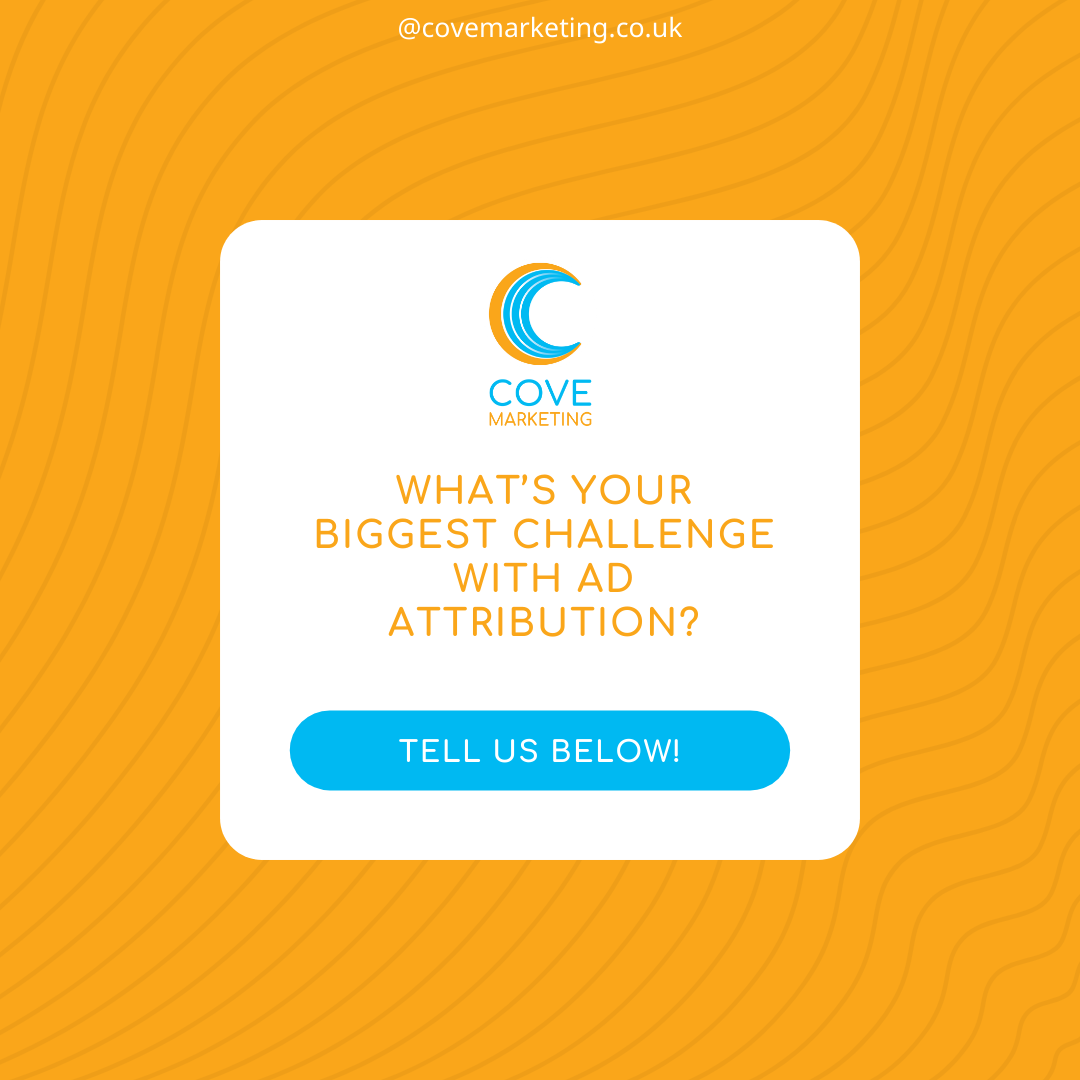 @covemarketing.co.uk
COVE
MARKETING
WHAT’S YOUR
BIGGEST CHALLENGE
WITH AD
ATTRIBUTION?
TELL US BELOW!